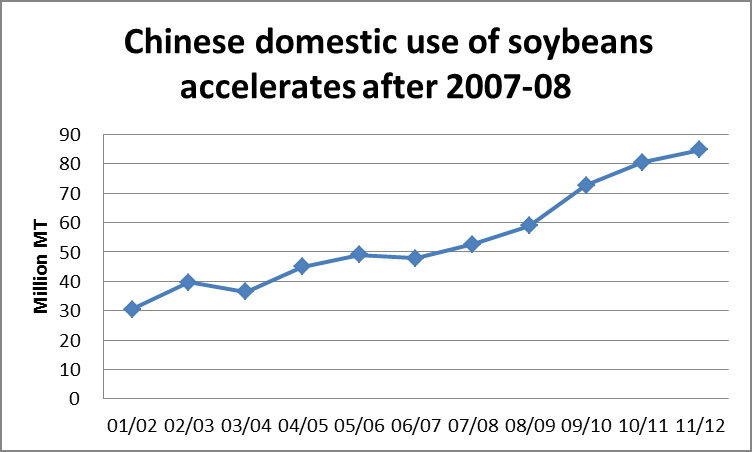 Chinese domestic use of soybeans
accelerates after 2007-08
Million MT
90
80
70
60
50
40
30
20
10
0
01/02 02/03 03/04 04/05 05/06 06/07 07/08 08/09 09/10 10/11 11/12